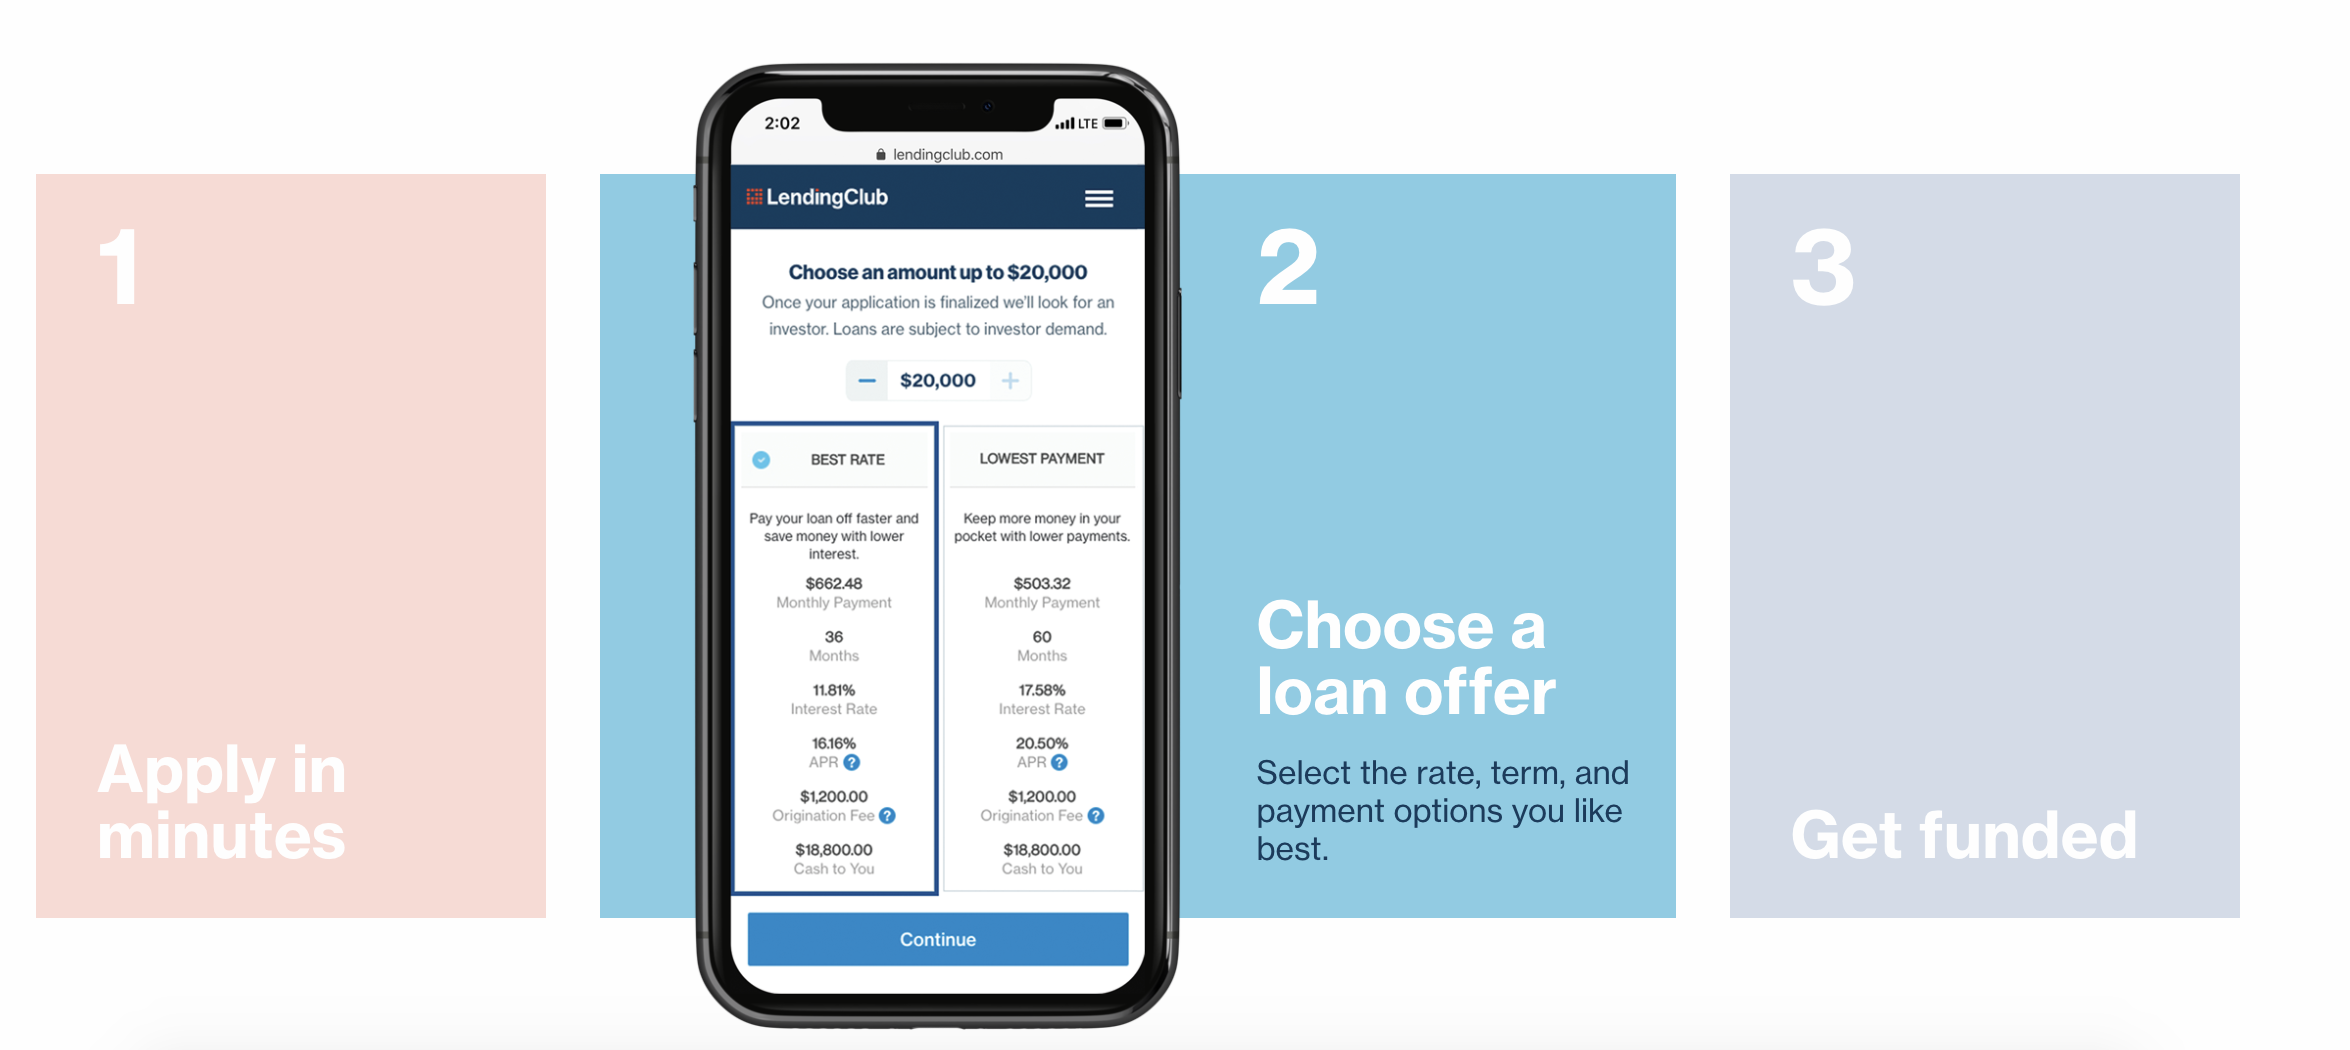 1
Apply in
minutes
2:02
LTE
lendingclub.com
LendingClub
Choose an amount up to $20,000
Once your application is finalized we'll look for an
investor. Loans are subject to investor demand.
− $20,000 +
BEST RATE
Pay your loan off faster and
save money with lower
interest.
$662.48
Monthly Payment
36
Months
11.81%
Interest Rate
16.16%
APR ?
$1,200.00
Origination Fee ?
$18,800.00
Cash to You
LOWEST PAYMENT
Keep more money in your
pocket with lower payments.
$503.32
Monthly Payment
60
Months
17.58%
Interest Rate
20.50%
APR ?
$1,200.00
Origination Fee ?
$18,800.00
Cash to You
Continue
2
Choose a
loan offer
Select the rate, term, and
payment options you like
best.
3
Get funded